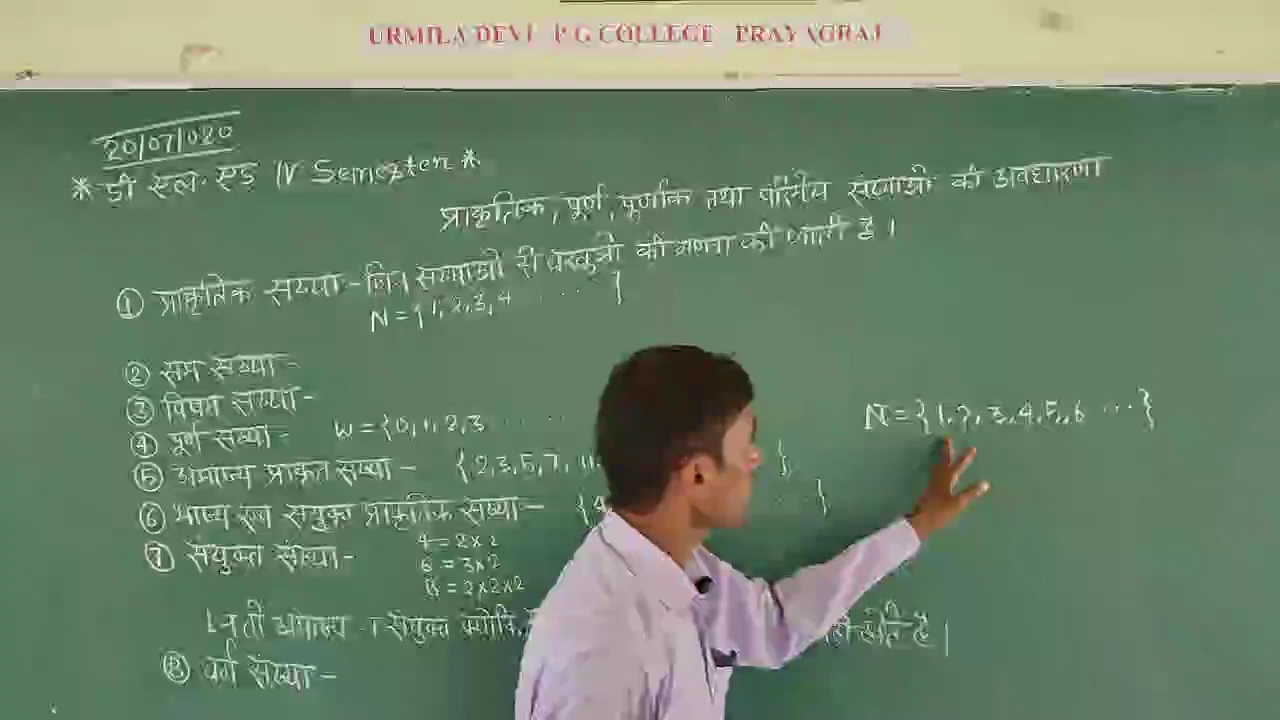 URMILA DEVI P G COLLEGE PRAYAGRAJ
20/07/020
* डी एल. एड IV Semester *
प्राकृतिक, पूर्ण, पूर्णांक तथा परिमेय संख्याओं की अवधारणा
① प्राकृतिक संख्या - जिन संख्याओं से वस्तुओं की गणना की जाती है।
N = {1, 2, 3, 4 ...... }
② सम संख्या -
③ विषम संख्या -
④ पूर्ण संख्या - W = {0, 1, 2, 3 ......
N = {1, 2, 3, 4, 5, 6 ... }
⑤ अभाज्य प्राकृत संख्या - {2, 3, 5, 7, 11 }
⑥ भाज्य एवं संयुक्त प्राकृतिक संख्या - {4 ..... }
⑦ संयुक्त संख्या - 4 = 2×2
6 = 3×2
8 = 2×2×2
1 न तो अभाज्य न संयुक्त क्योंकि होते है।
⑧ वर्ग संख्या -